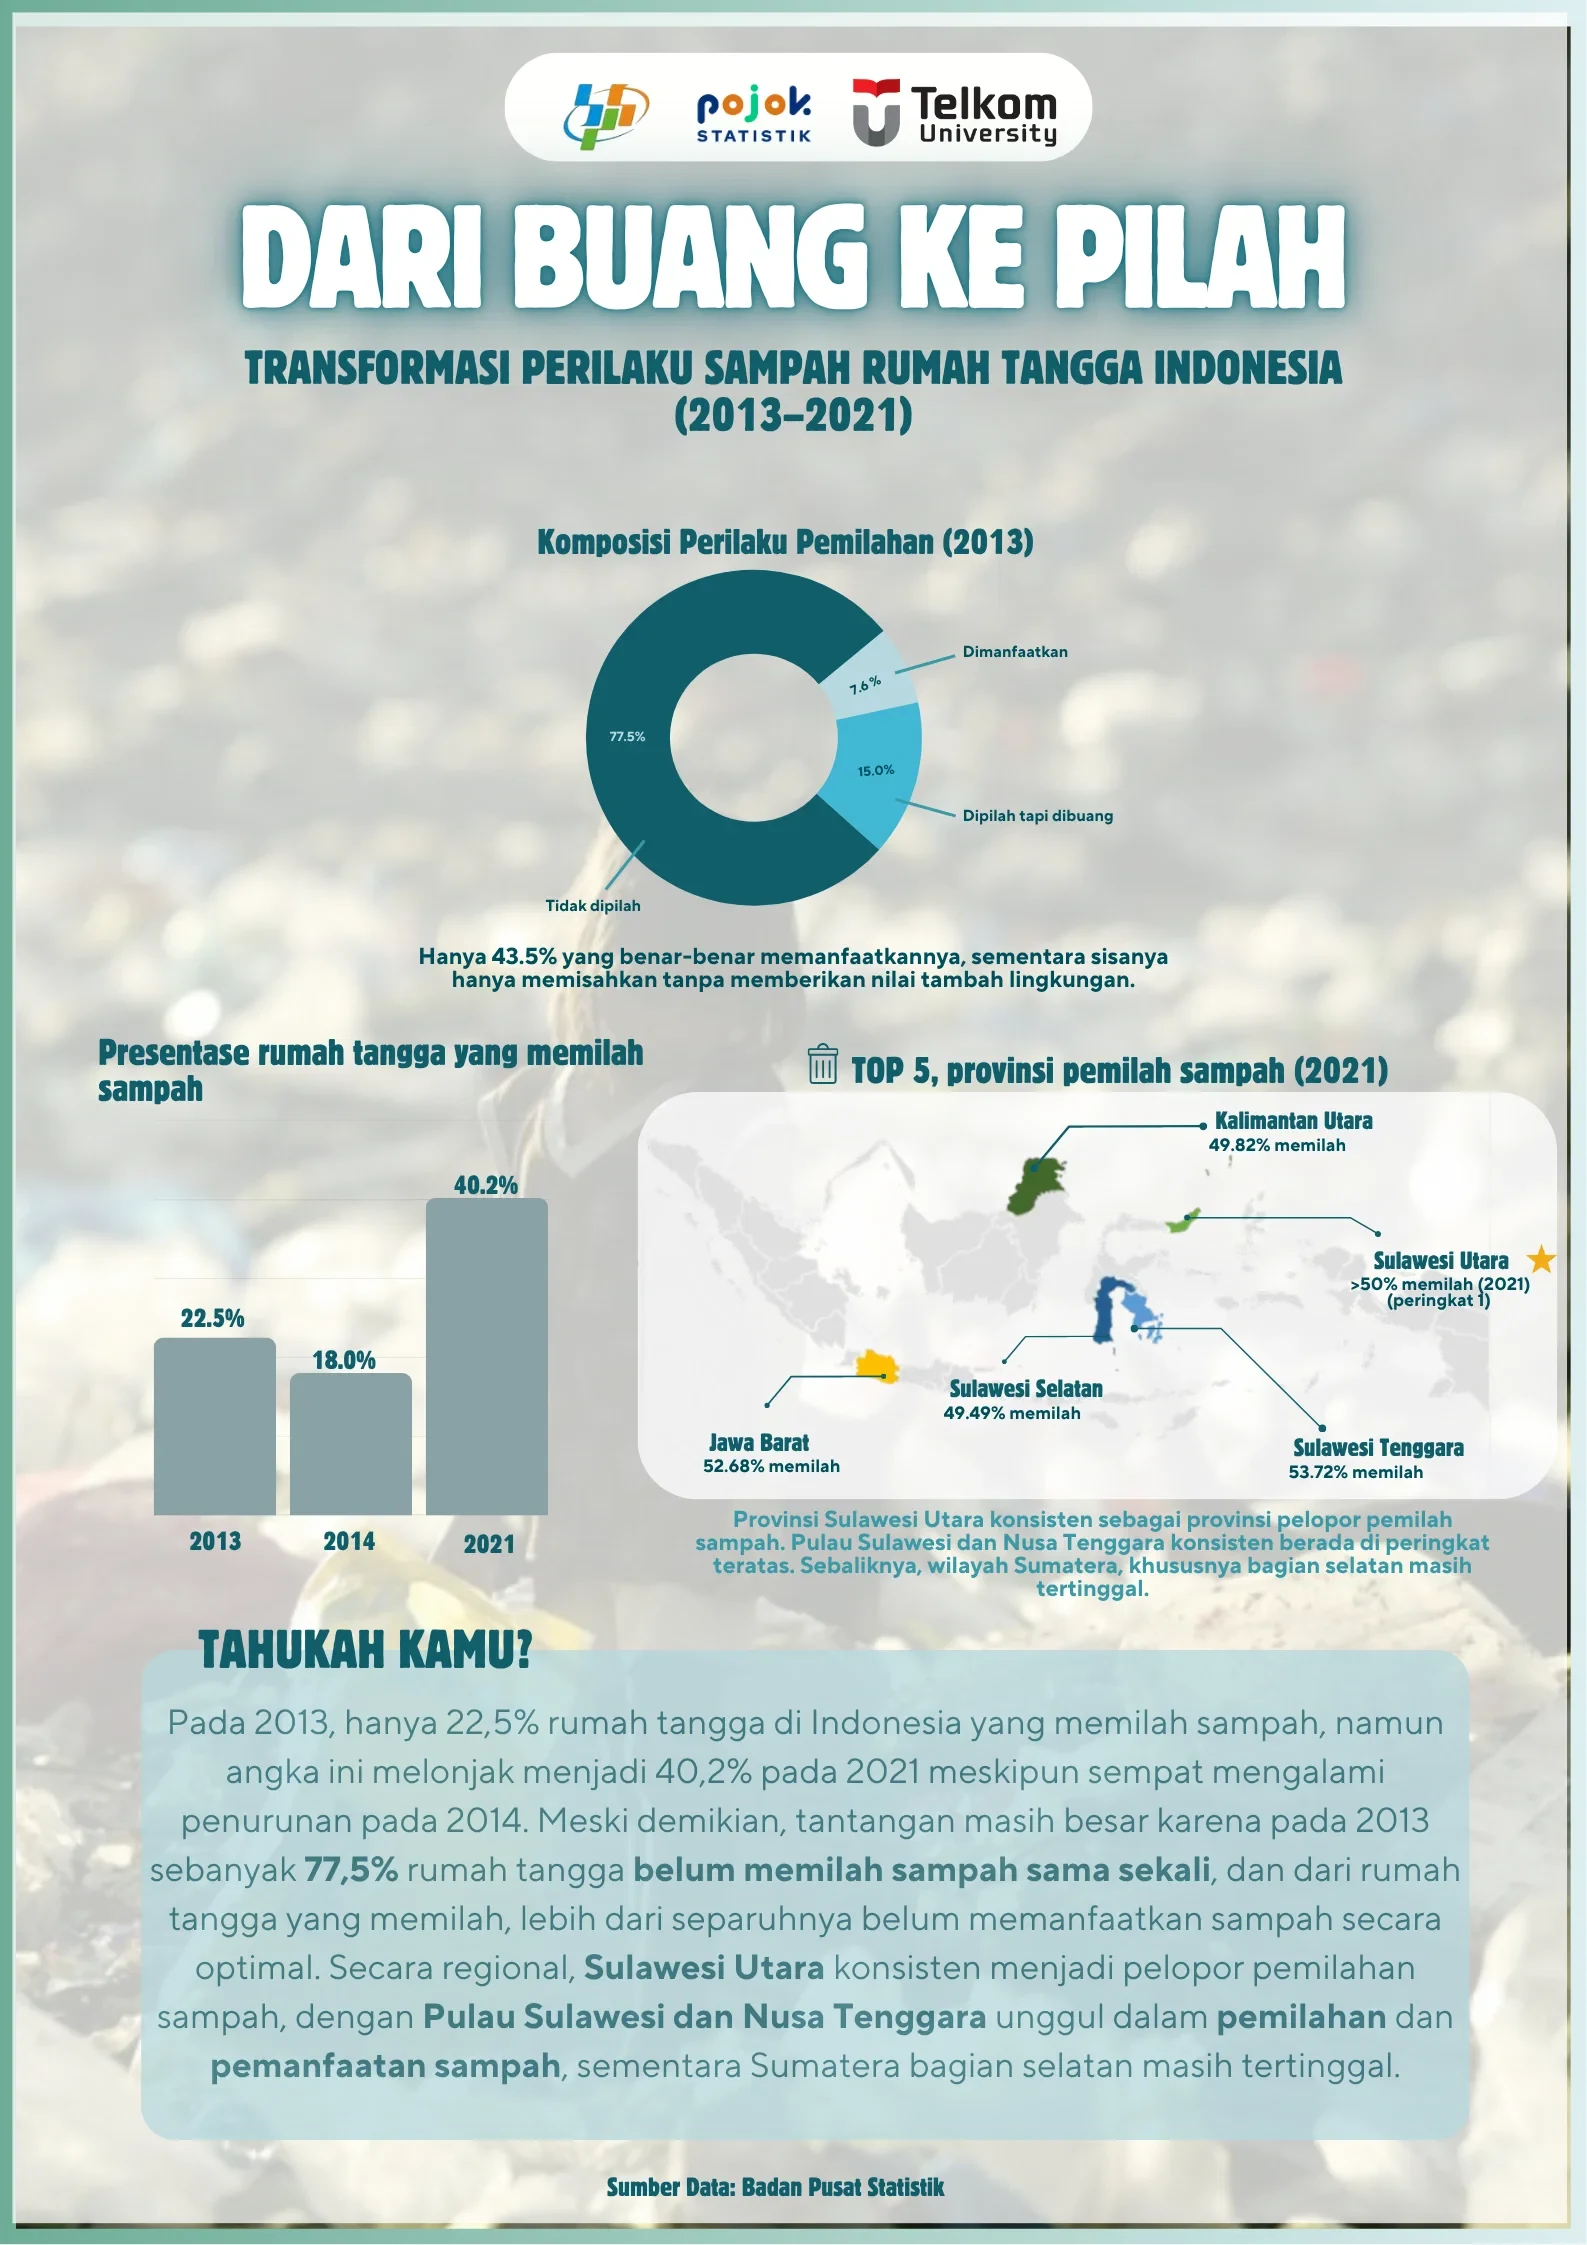 pojok
STATISTIK
Telkom
University
DARI BUANG KE PILAH
TRANSFORMASI PERILAKU SAMPAH RUMAH TANGGA INDONESIA
(2013–2021)
Komposisi Perilaku Pemilahan (2013)
Dimanfaatkan
7.6%
77.5%
15.0%
Dipilah tapi dibuang
Tidak dipilah
Hanya 43.5% yang benar-benar memanfaatkannya, sementara sisanya
hanya memisahkan tanpa memberikan nilai tambah lingkungan.
Presentase rumah tangga yang memilah
sampah
40.2%
22.5%
18.0%
2013
2014
2021
TOP 5, provinsi pemilah sampah (2021)
Kalimantan Utara
49.82% memilah
Sulawesi Utara
>50% memilah (2021)
(peringkat 1)
Sulawesi Selatan
49.49% memilah
Jawa Barat
52.68% memilah
Sulawesi Tenggara
53.72% memilah
Provinsi Sulawesi Utara konsisten sebagai provinsi pelopor pemilah
sampah. Pulau Sulawesi dan Nusa Tenggara konsisten berada di peringkat
teratas. Sebaliknya, wilayah Sumatera, khususnya bagian selatan masih
tertinggal.
TAHUKAH KAMU?
Pada 2013, hanya 22,5% rumah tangga di Indonesia yang memilah sampah, namun
angka ini melonjak menjadi 40,2% pada 2021 meskipun sempat mengalami
penurunan pada 2014. Meski demikian, tantangan masih besar karena pada 2013
sebanyak 77,5% rumah tangga belum memilah sampah sama sekali, dan dari rumah
tangga yang memilah, lebih dari separuhnya belum memanfaatkan sampah secara
optimal. Secara regional, Sulawesi Utara konsisten menjadi pelopor pemilahan
sampah, dengan Pulau Sulawesi dan Nusa Tenggara unggul dalam pemilahan dan
pemanfaatan sampah, sementara Sumatera bagian selatan masih tertinggal.
Sumber Data: Badan Pusat Statistik